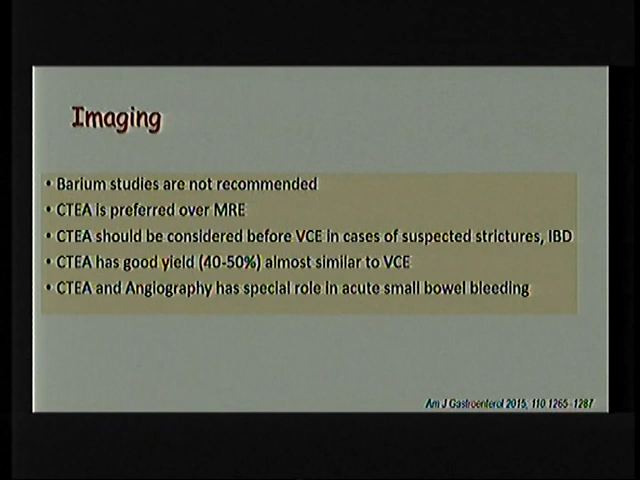 Imaging
• Barium studies are not recommended
• CTEA is preferred over MRE
• CTEA should be considered before VCE in cases of suspected strictures, IBD
• CTEA has good yield (40-50%) almost similar to VCE
• CTEA and Angiography has special role in acute small bowel bleeding
Am J Gastroenterol 2015; 110:1265–1287